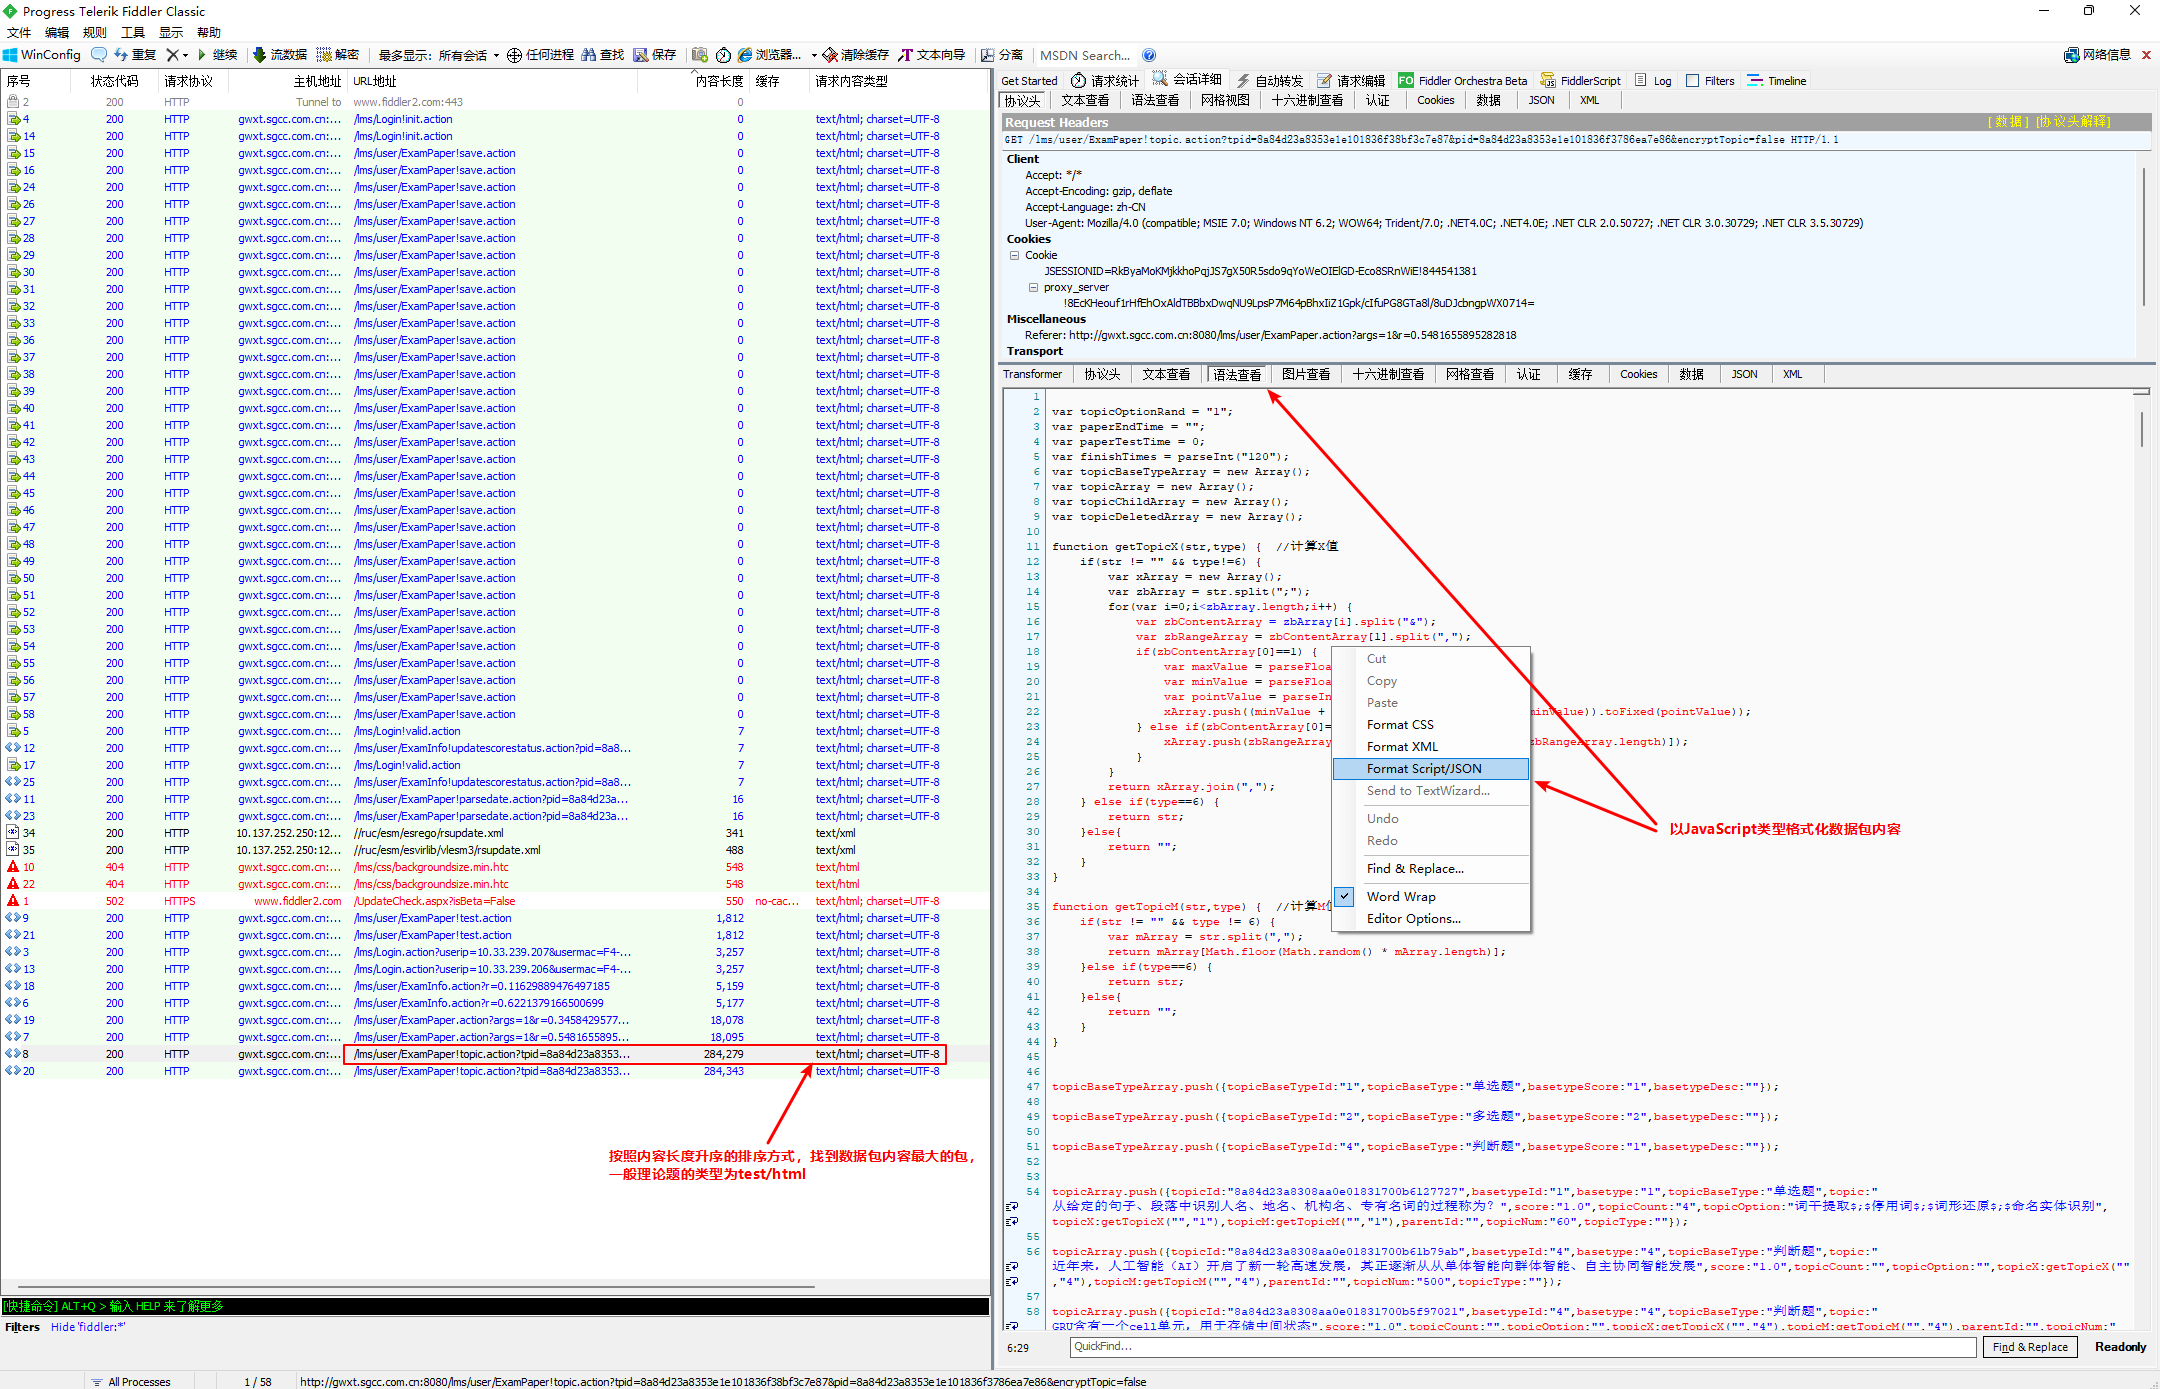 Progress Telerik Fiddler Classic
文件 编辑 规则 工具 显示 帮助
WinConfig 重复 继续 流数据 解密 最多显示: 所有会话 任何进程 查找 保存 浏览器... 清除缓存 文本向导 分离 MSDN Search... 网络信息
序号 状态代码 请求协议 主机地址 URL地址 内容长度 缓存 请求内容类型
2 200 HTTP Tunnel to www.fiddler2.com:443 0
4 200 HTTP gwxt.sgcc.com.cn:... /lms/Login!init.action 0 text/html; charset=UTF-8
14 200 HTTP gwxt.sgcc.com.cn:... /lms/Login!init.action 0 text/html; charset=UTF-8
15 200 HTTP gwxt.sgcc.com.cn:... /lms/user/ExamPaper!save.action 0 text/html; charset=UTF-8
16 200 HTTP gwxt.sgcc.com.cn:... /lms/user/ExamPaper!save.action 0 text/html; charset=UTF-8
24 200 HTTP gwxt.sgcc.com.cn:... /lms/user/ExamPaper!save.action 0 text/html; charset=UTF-8
26 200 HTTP gwxt.sgcc.com.cn:... /lms/user/ExamPaper!save.action 0 text/html; charset=UTF-8
27 200 HTTP gwxt.sgcc.com.cn:... /lms/user/ExamPaper!save.action 0 text/html; charset=UTF-8
28 200 HTTP gwxt.sgcc.com.cn:... /lms/user/ExamPaper!save.action 0 text/html; charset=UTF-8
29 200 HTTP gwxt.sgcc.com.cn:... /lms/user/ExamPaper!save.action 0 text/html; charset=UTF-8
30 200 HTTP gwxt.sgcc.com.cn:... /lms/user/ExamPaper!save.action 0 text/html; charset=UTF-8
31 200 HTTP gwxt.sgcc.com.cn:... /lms/user/ExamPaper!save.action 0 text/html; charset=UTF-8
32 200 HTTP gwxt.sgcc.com.cn:... /lms/user/ExamPaper!save.action 0 text/html; charset=UTF-8
33 200 HTTP gwxt.sgcc.com.cn:... /lms/user/ExamPaper!save.action 0 text/html; charset=UTF-8
36 200 HTTP gwxt.sgcc.com.cn:... /lms/user/ExamPaper!save.action 0 text/html; charset=UTF-8
37 200 HTTP gwxt.sgcc.com.cn:... /lms/user/ExamPaper!save.action 0 text/html; charset=UTF-8
38 200 HTTP gwxt.sgcc.com.cn:... /lms/user/ExamPaper!save.action 0 text/html; charset=UTF-8
39 200 HTTP gwxt.sgcc.com.cn:... /lms/user/ExamPaper!save.action 0 text/html; charset=UTF-8
40 200 HTTP gwxt.sgcc.com.cn:... /lms/user/ExamPaper!save.action 0 text/html; charset=UTF-8
41 200 HTTP gwxt.sgcc.com.cn:... /lms/user/ExamPaper!save.action 0 text/html; charset=UTF-8
42 200 HTTP gwxt.sgcc.com.cn:... /lms/user/ExamPaper!save.action 0 text/html; charset=UTF-8
43 200 HTTP gwxt.sgcc.com.cn:... /lms/user/ExamPaper!save.action 0 text/html; charset=UTF-8
44 200 HTTP gwxt.sgcc.com.cn:... /lms/user/ExamPaper!save.action 0 text/html; charset=UTF-8
45 200 HTTP gwxt.sgcc.com.cn:... /lms/user/ExamPaper!save.action 0 text/html; charset=UTF-8
46 200 HTTP gwxt.sgcc.com.cn:... /lms/user/ExamPaper!save.action 0 text/html; charset=UTF-8
47 200 HTTP gwxt.sgcc.com.cn:... /lms/user/ExamPaper!save.action 0 text/html; charset=UTF-8
48 200 HTTP gwxt.sgcc.com.cn:... /lms/user/ExamPaper!save.action 0 text/html; charset=UTF-8
49 200 HTTP gwxt.sgcc.com.cn:... /lms/user/ExamPaper!save.action 0 text/html; charset=UTF-8
50 200 HTTP gwxt.sgcc.com.cn:... /lms/user/ExamPaper!save.action 0 text/html; charset=UTF-8
51 200 HTTP gwxt.sgcc.com.cn:... /lms/user/ExamPaper!save.action 0 text/html; charset=UTF-8
52 200 HTTP gwxt.sgcc.com.cn:... /lms/user/ExamPaper!save.action 0 text/html; charset=UTF-8
53 200 HTTP gwxt.sgcc.com.cn:... /lms/user/ExamPaper!save.action 0 text/html; charset=UTF-8
54 200 HTTP gwxt.sgcc.com.cn:... /lms/user/ExamPaper!save.action 0 text/html; charset=UTF-8
55 200 HTTP gwxt.sgcc.com.cn:... /lms/user/ExamPaper!save.action 0 text/html; charset=UTF-8
56 200 HTTP gwxt.sgcc.com.cn:... /lms/user/ExamPaper!save.action 0 text/html; charset=UTF-8
57 200 HTTP gwxt.sgcc.com.cn:... /lms/user/ExamPaper!save.action 0 text/html; charset=UTF-8
58 200 HTTP gwxt.sgcc.com.cn:... /lms/user/ExamPaper!save.action 0 text/html; charset=UTF-8
5 200 HTTP gwxt.sgcc.com.cn:... /lms/Login!valid.action 7 text/html; charset=UTF-8
12 200 HTTP gwxt.sgcc.com.cn:... /lms/user/ExamInfo!updatescorestatus.action?pid=8a8... 7 text/html; charset=UTF-8
17 200 HTTP gwxt.sgcc.com.cn:... /lms/Login!valid.action 7 text/html; charset=UTF-8
25 200 HTTP gwxt.sgcc.com.cn:... /lms/user/ExamInfo!updatescorestatus.action?pid=8a8... 7 text/html; charset=UTF-8
11 200 HTTP gwxt.sgcc.com.cn:... /lms/user/ExamPaper!parsedate.action?pid=8a84d23a... 16 text/html; charset=UTF-8
23 200 HTTP gwxt.sgcc.com.cn:... /lms/user/ExamPaper!parsedate.action?pid=8a84d23a... 16 text/html; charset=UTF-8
34 200 HTTP 10.137.252.250:12... //ruc/esm/esrego/rsupdate.xml 341 text/xml
35 200 HTTP 10.137.252.250:12... //ruc/esm/esvirlib/vlesm3/rsupdate.xml 488 text/xml
10 404 HTTP gwxt.sgcc.com.cn:... /lms/css/backgroundsize.min.htc 548 text/html
22 404 HTTP gwxt.sgcc.com.cn:... /lms/css/backgroundsize.min.htc 548 text/html
1 502 HTTPS www.fiddler2.com /UpdateCheck.aspx?isBeta=False 550 no-cac... text/html; charset=UTF-8
9 200 HTTP gwxt.sgcc.com.cn:... /lms/user/ExamPaper!test.action 1,812 text/html; charset=UTF-8
21 200 HTTP gwxt.sgcc.com.cn:... /lms/user/ExamPaper!test.action 1,812 text/html; charset=UTF-8
3 200 HTTP gwxt.sgcc.com.cn:... /lms/Login.action?userip=10.33.239.207&usermac=F4-... 3,257 text/html; charset=UTF-8
13 200 HTTP gwxt.sgcc.com.cn:... /lms/Login.action?userip=10.33.239.206&usermac=F4-... 3,257 text/html; charset=UTF-8
18 200 HTTP gwxt.sgcc.com.cn:... /lms/user/ExamInfo.action?r=0.11629889476497185 5,159 text/html; charset=UTF-8
6 200 HTTP gwxt.sgcc.com.cn:... /lms/user/ExamInfo.action?r=0.6221379166500699 5,177 text/html; charset=UTF-8
19 200 HTTP gwxt.sgcc.com.cn:... /lms/user/ExamPaper.action?args=1&r=0.3458429577... 18,078 text/html; charset=UTF-8
7 200 HTTP gwxt.sgcc.com.cn:... /lms/user/ExamPaper.action?args=1&r=0.5481655895... 18,095 text/html; charset=UTF-8
8 200 HTTP gwxt.sgcc.com.cn:... /lms/user/ExamPaper!topic.action?tpid=8a84d23a8353... 284,279 text/html; charset=UTF-8
20 200 HTTP gwxt.sgcc.com.cn:... /lms/user/ExamPaper!topic.action?tpid=8a84d23a8353... 284,343 text/html; charset=UTF-8
按照内容长度升序的排序方式，找到数据包内容最大的包，
一般理论题的类型为test/html
[快捷命令] ALT+Q > 输入 HELP 来了解更多
Filters Hide 'fiddler:*'
Get Started 请求统计 会话详细 自动转发 请求编辑 FO Fiddler Orchestra Beta FiddlerScript Log Filters Timeline
协议头 文本查看 语法查看 网格视图 十六进制查看 认证 Cookies 数据 JSON XML
Request Headers [ 数据 ] [协议头解释]
GET /lms/user/ExamPaper!topic.action?tpid=8a84d23a8353e1e101836f38bf3c7e87&pid=8a84d23a8353e1e101836f3786ea7e86&encryptTopic=false HTTP/1.1
Client
Accept: */*
Accept-Encoding: gzip, deflate
Accept-Language: zh-CN
User-Agent: Mozilla/4.0 (compatible; MSIE 7.0; Windows NT 6.2; WOW64; Trident/7.0; .NET4.0C; .NET4.0E; .NET CLR 2.0.50727; .NET CLR 3.0.30729; .NET CLR 3.5.30729)
Cookies
Cookie
JSESSIONID=RkByaMoKMjkkhoPqjJS7gX50R5sdo9qYoWeOIElGD-Eco8SRnWiE!844541381
proxy_server
!8EcKHeouf1rHfEhOxAldTBBbxDwqNU9LpsP7M64pBhxIiZ1Gpk/cIfuPG8GTa8l/8uDJcbngpWX0714=
Miscellaneous
Referer: http://gwxt.sgcc.com.cn:8080/lms/user/ExamPaper.action?args=1&r=0.5481655895282818
Transport
Transformer 协议头 文本查看 语法查看 图片查看 十六进制查看 网格查看 认证 缓存 Cookies 数据 JSON XML
1
2 var topicOptionRand = "1";
3 var paperEndTime = "";
4 var paperTestTime = 0;
5 var finishTimes = parseInt("120");
6 var topicBaseTypeArray = new Array();
7 var topicArray = new Array();
8 var topicChildArray = new Array();
9 var topicDeletedArray = new Array();
10
11 function getTopicX(str,type) { //计算X值
12 if(str != "" && type!=6) {
13 var xArray = new Array();
14 var zbArray = str.split(";");
15 for(var i=0;i<zbArray.length;i++) {
16 var zbContentArray = zbArray[i].split("&");
17 var zbRangeArray = zbContentArray[1].split(",");
18 if(zbContentArray[0]==1) {
19 var maxValue = parseFloa
20 var minValue = parseFloa
21 var pointValue = parseIn
22 xArray.push((minValue + minValue)).toFixed(pointValue));
23 } else if(zbContentArray[0]=
24 xArray.push(zbRangeArray zbRangeArray.length)]);
25 }
26 }
27 return xArray.join(",");
28 } else if(type==6) {
29 return str;
30 }else{
31 return "";
32 }
33 }
34
35 function getTopicM(str,type) { //计算M
36 if(str != "" && type != 6) {
37 var mArray = str.split(",");
38 return mArray[Math.floor(Math.random() * mArray.length)];
39 }else if(type==6) {
40 return str;
41 }else{
42 return "";
43 }
44 }
45
46
47 topicBaseTypeArray.push({topicBaseTypeId:"1",topicBaseType:"单选题",basetypeScore:"1",basetypeDesc:""});
48
49 topicBaseTypeArray.push({topicBaseTypeId:"2",topicBaseType:"多选题",basetypeScore:"2",basetypeDesc:""});
50
51 topicBaseTypeArray.push({topicBaseTypeId:"4",topicBaseType:"判断题",basetypeScore:"1",basetypeDesc:""});
52
53
54 topicArray.push({topicId:"8a84d23a8308aa0e01831700b6127727",basetypeId:"1",basetype:"1",topicBaseType:"单选题",topic:"
从给定的句子、段落中识别人名、地名、机构名、专有名词的过程称为？",score:"1.0",topicCount:"4",topicOption:"词干提取$;$停用词$;$词形还原$;$命名实体识别",
topicX:getTopicX("","1"),topicM:getTopicM("","1"),parentId:"",topicNum:"60",topicType:""});
55
56 topicArray.push({topicId:"8a84d23a8308aa0e01831700b61b79ab",basetypeId:"4",basetype:"4",topicBaseType:"判断题",topic:"
近年来，人工智能（AI）开启了新一轮高速发展，其正逐渐从从单体智能向群体智能、自主协同智能发展",score:"1.0",topicCount:"",topicOption:"",topicX:getTopicX(""
,"4"),topicM:getTopicM("","4"),parentId:"",topicNum:"500",topicType:""});
57
58 topicArray.push({topicId:"8a84d23a8308aa0e01831700b5f97021",basetypeId:"4",basetype:"4",topicBaseType:"判断题",topic:"
GRU含有一个cell单元，用于存储中间状态",score:"1.0",topicCount:"",topicOption:"",topicX:getTopicX("","4"),topicM:getTopicM("","4"),parentId:"",topicNum:"
Cut
Copy
Paste
Format CSS
Format XML
Format Script/JSON
Send to TextWizard...
Undo
Redo
Find & Replace...
Word Wrap
Editor Options...
以JavaScript类型格式化数据包内容
6:29 QuickFind... Find & Replace Readonly
All Processes 1 / 58 http://gwxt.sgcc.com.cn:8080/lms/user/ExamPaper!topic.action?tpid=8a84d23a8353e1e101836f38bf3c7e87&pid=8a84d23a8353e1e101836f3786ea7e86&encryptTopic=false